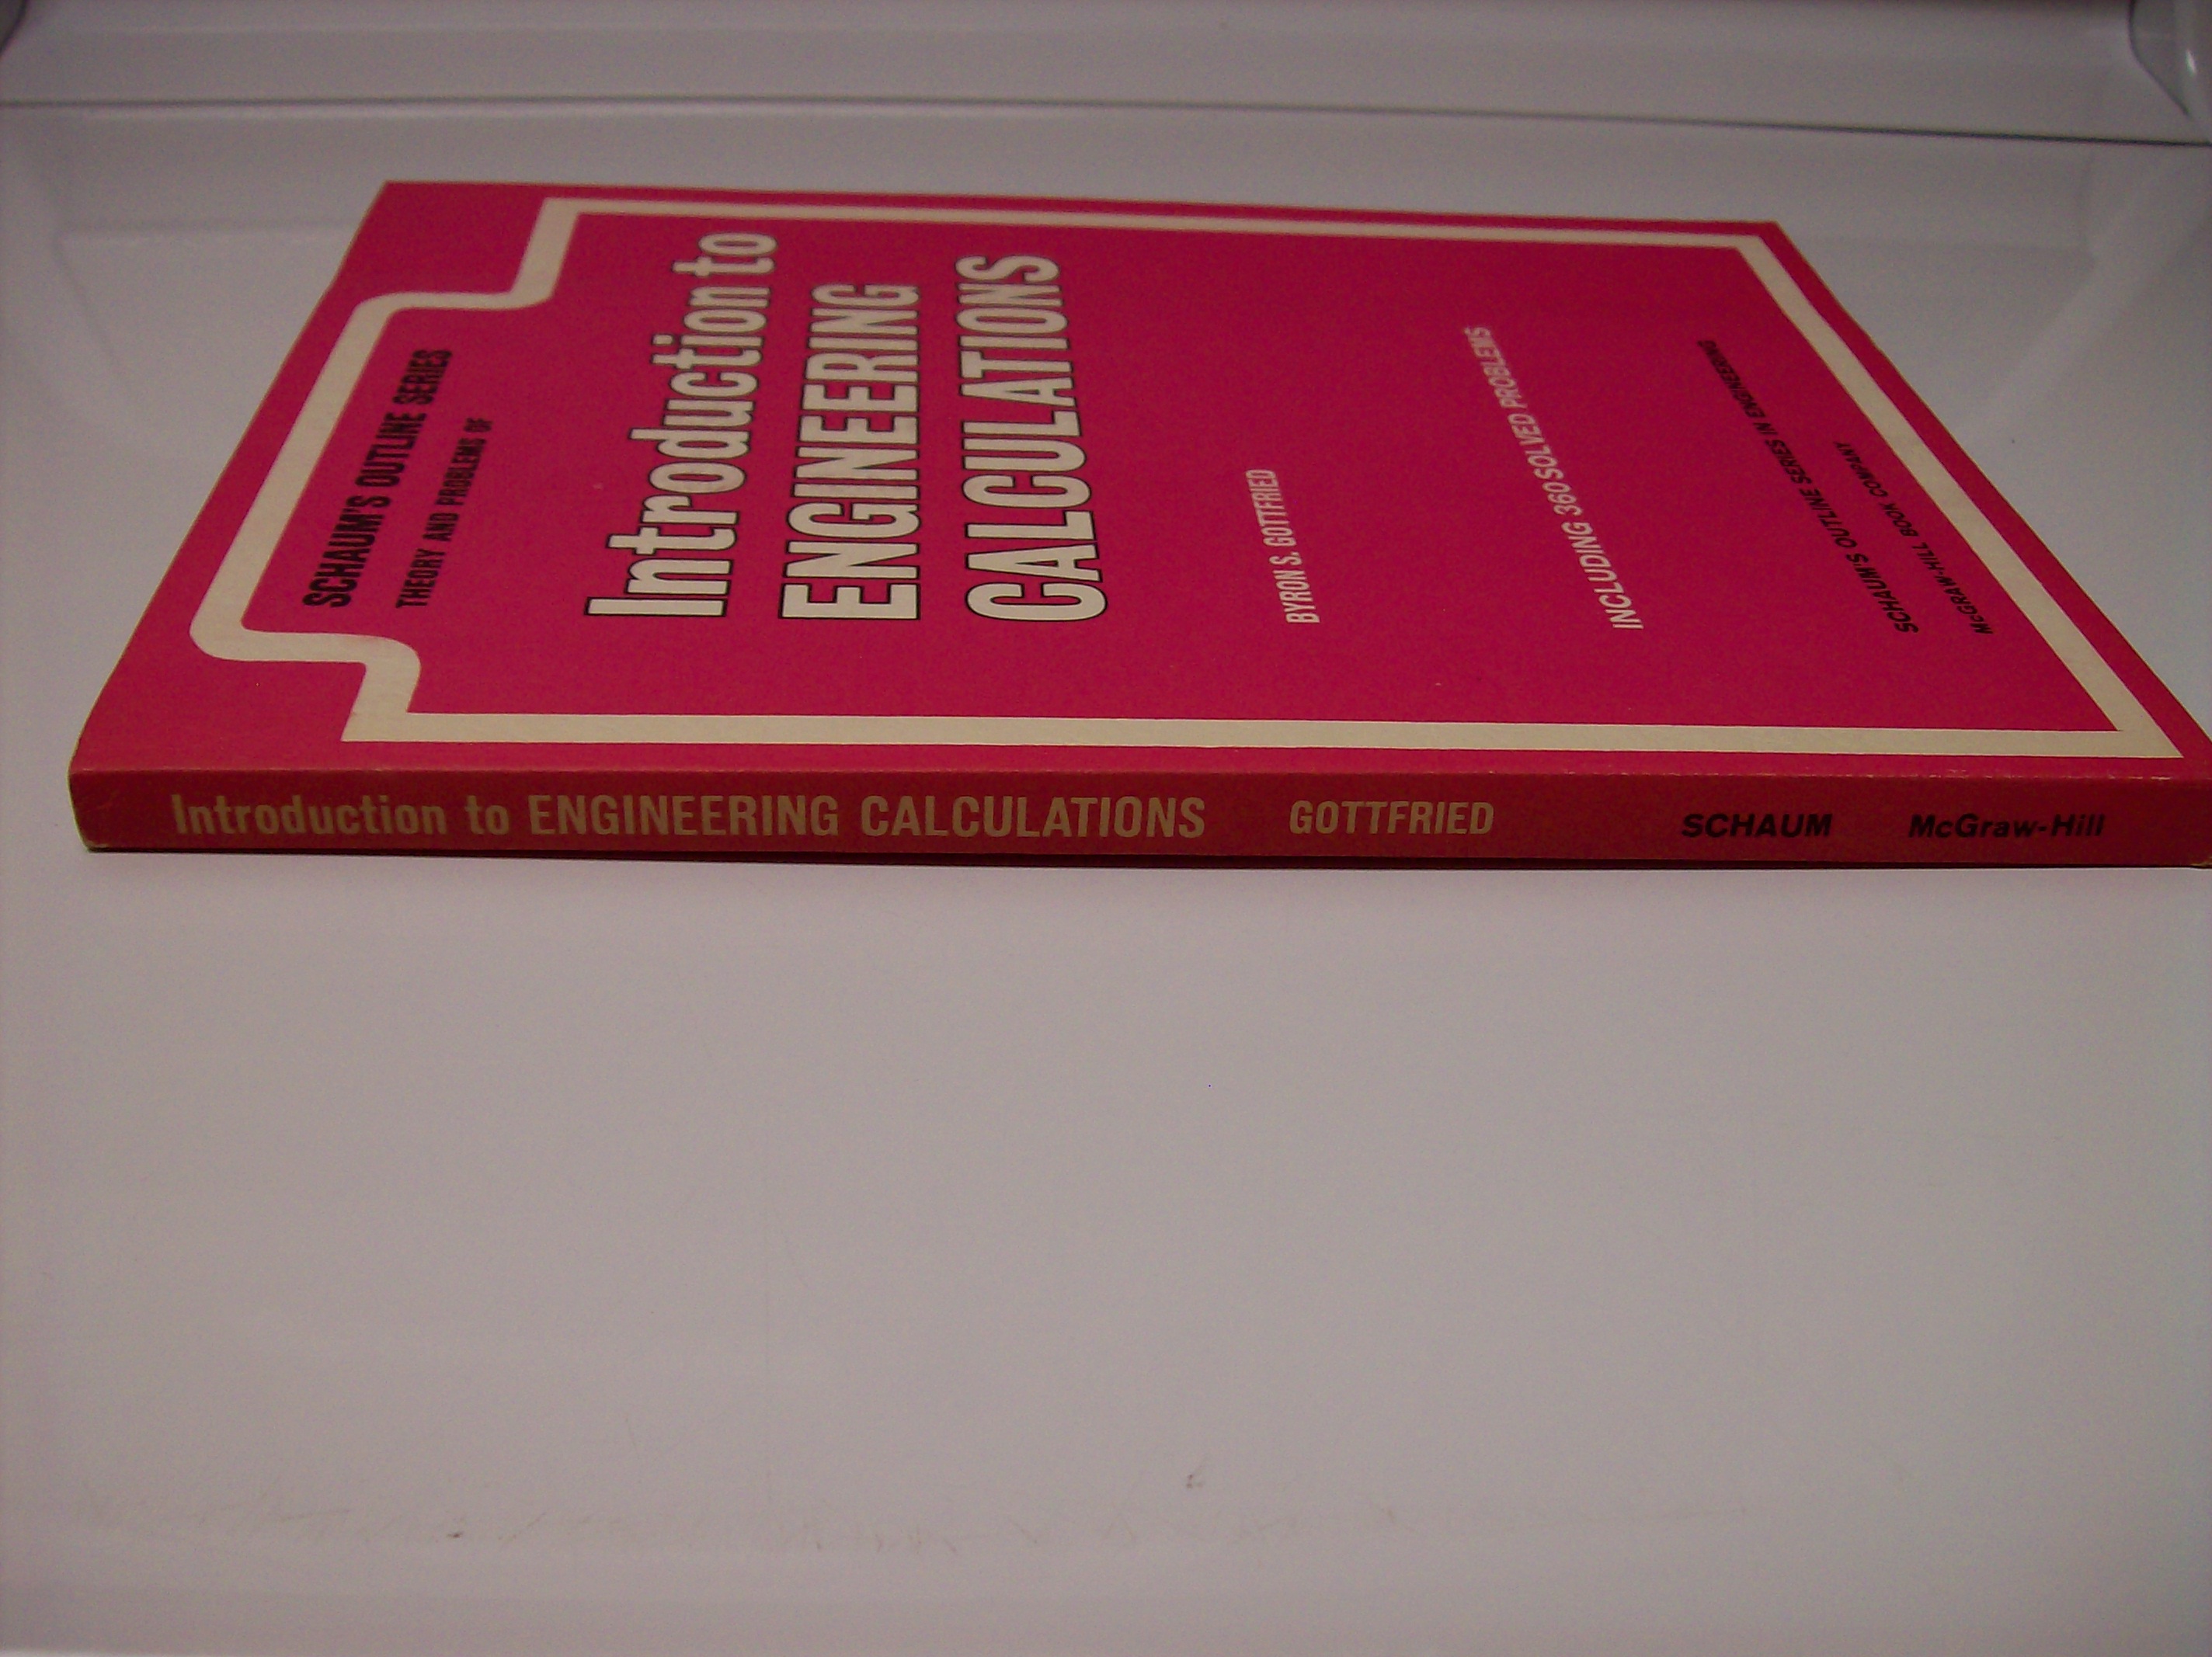 SCHAUM'S OUTLINE SERIES
THEORY AND PROBLEMS OF
Introduction to
ENGINEERING
CALCULATIONS
BYRON S. GOTTFRIED
INCLUDING 360 SOLVED PROBLEMS
SCHAUM'S OUTLINE SERIES IN ENGINEERING
McGRAW-HILL BOOK COMPANY
Introduction to ENGINEERING CALCULATIONS GOTTFRIED SCHAUM McGraw-Hill